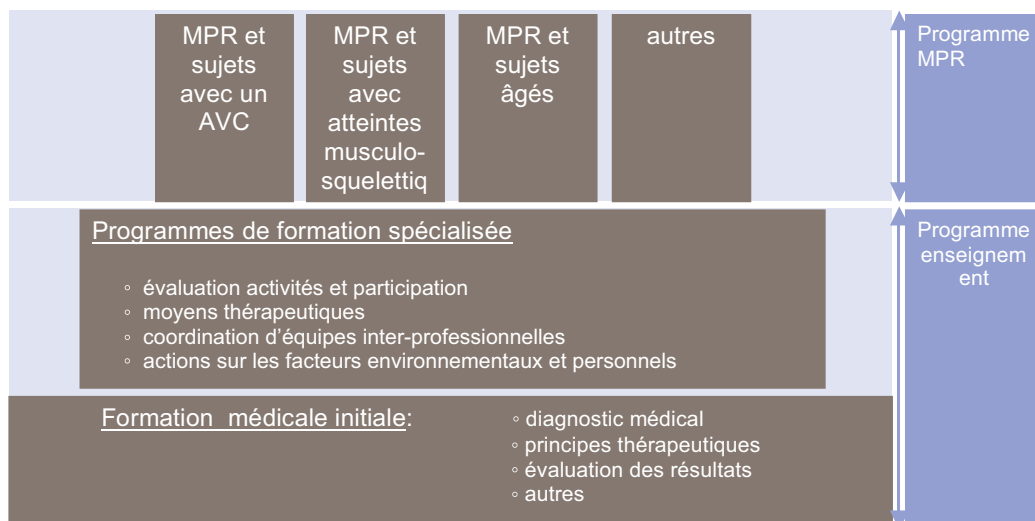 MPR et
sujets
avec un
AVC
MPR et
sujets
avec
atteintes
musculo-
squelettiq
MPR et
sujets
âgés
autres
Programme
MPR
Programmes de formation spécialisée
◦ évaluation activités et participation
◦ moyens thérapeutiques
◦ coordination d’équipes inter-professionnelles
◦ actions sur les facteurs environnementaux et personnels
Programme
enseignem
ent
Formation médicale initiale:
◦ diagnostic médical
◦ principes thérapeutiques
◦ évaluation des résultats
◦ autres